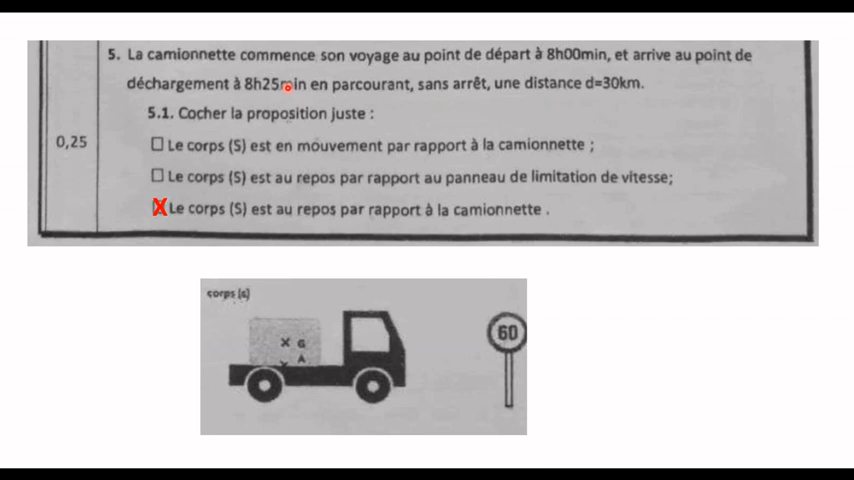 5. La camionnette commence son voyage au point de départ à 8h00min, et arrive au point de
déchargement à 8h25min en parcourant, sans arrêt, une distance d=30km.
5.1. Cocher la proposition juste :
0,25
☐ Le corps (S) est en mouvement par rapport à la camionnette ;
☐ Le corps (S) est au repos par rapport au panneau de limitation de vitesse;
X Le corps (S) est au repos par rapport à la camionnette .
corps (s)
× G
A
60